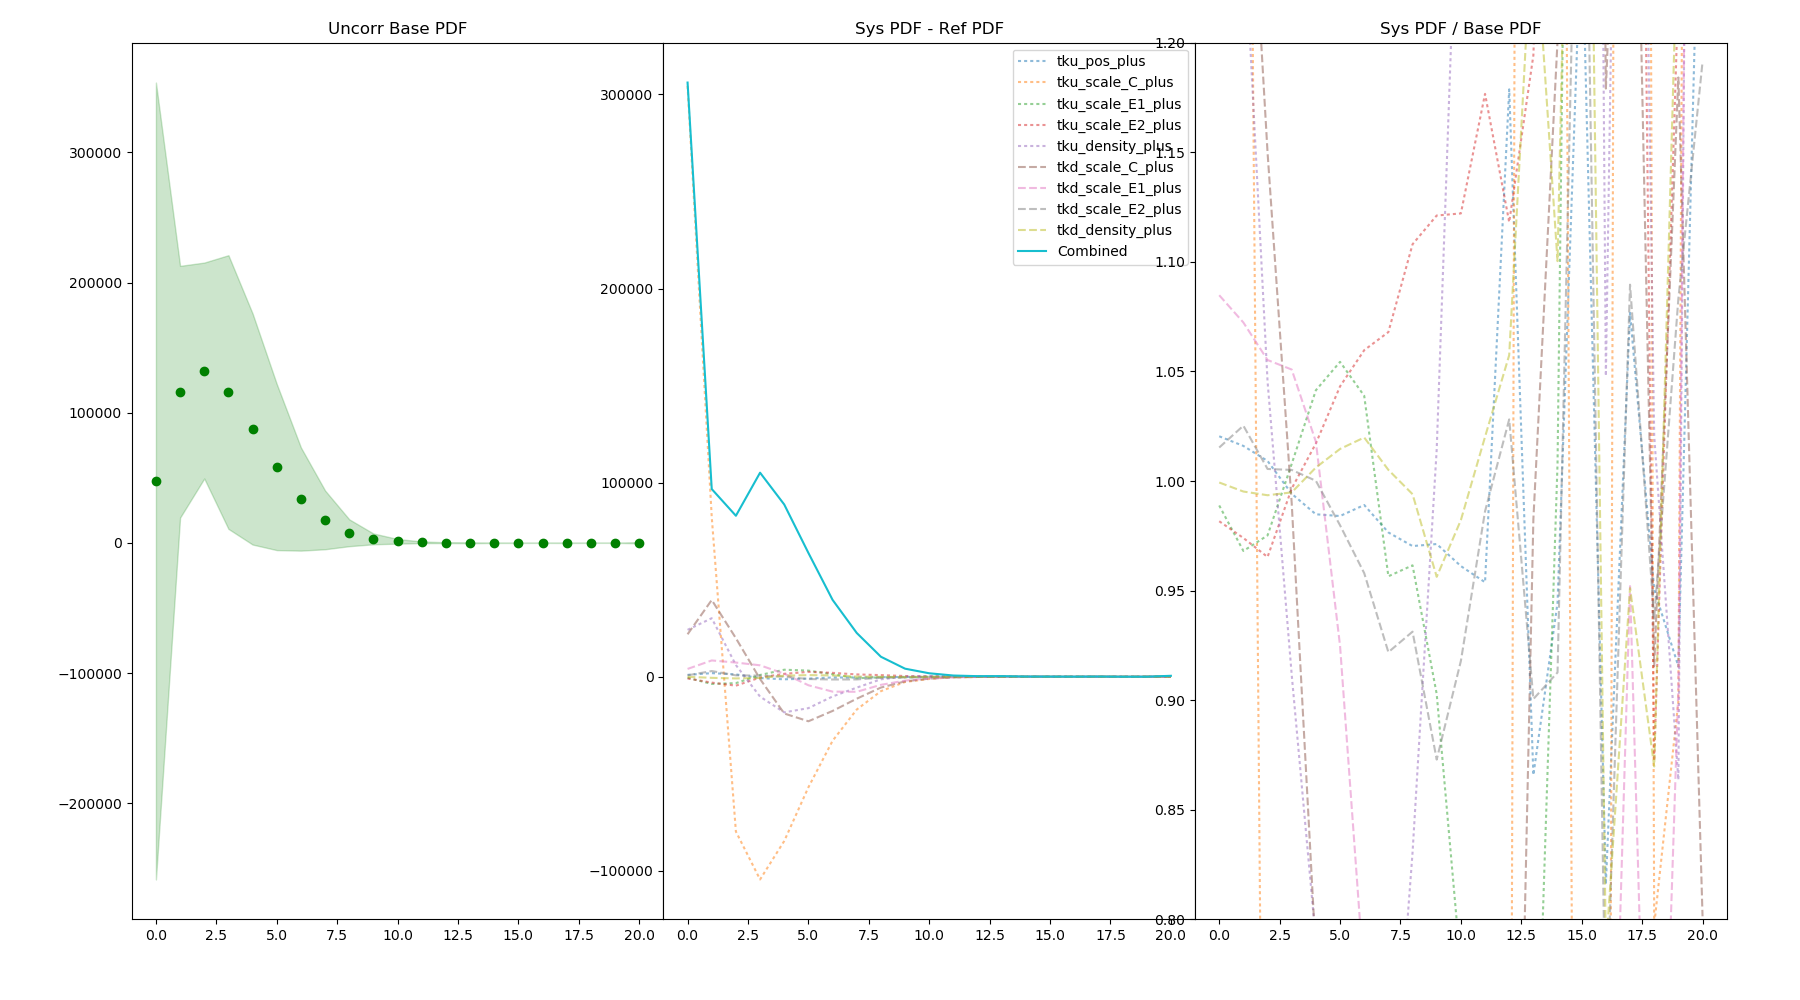 Uncorr Base PDF
Sys PDF - Ref PDF
Sys PDF / Base PDF
300000
200000
100000
0
−100000
−200000
0.0 2.5 5.0 7.5 10.0 12.5 15.0 17.5 20.0
300000
200000
100000
0
−100000
0.0 2.5 5.0 7.5 10.0 12.5 15.0 17.5 20.0
tku_pos_plus
tku_scale_C_plus
tku_scale_E1_plus
tku_scale_E2_plus
tku_density_plus
tkd_scale_C_plus
tkd_scale_E1_plus
tkd_scale_E2_plus
tkd_density_plus
Combined
1.20
1.15
1.10
1.05
1.00
0.95
0.90
0.85
0.80
0.0 2.5 5.0 7.5 10.0 12.5 15.0 17.5 20.0